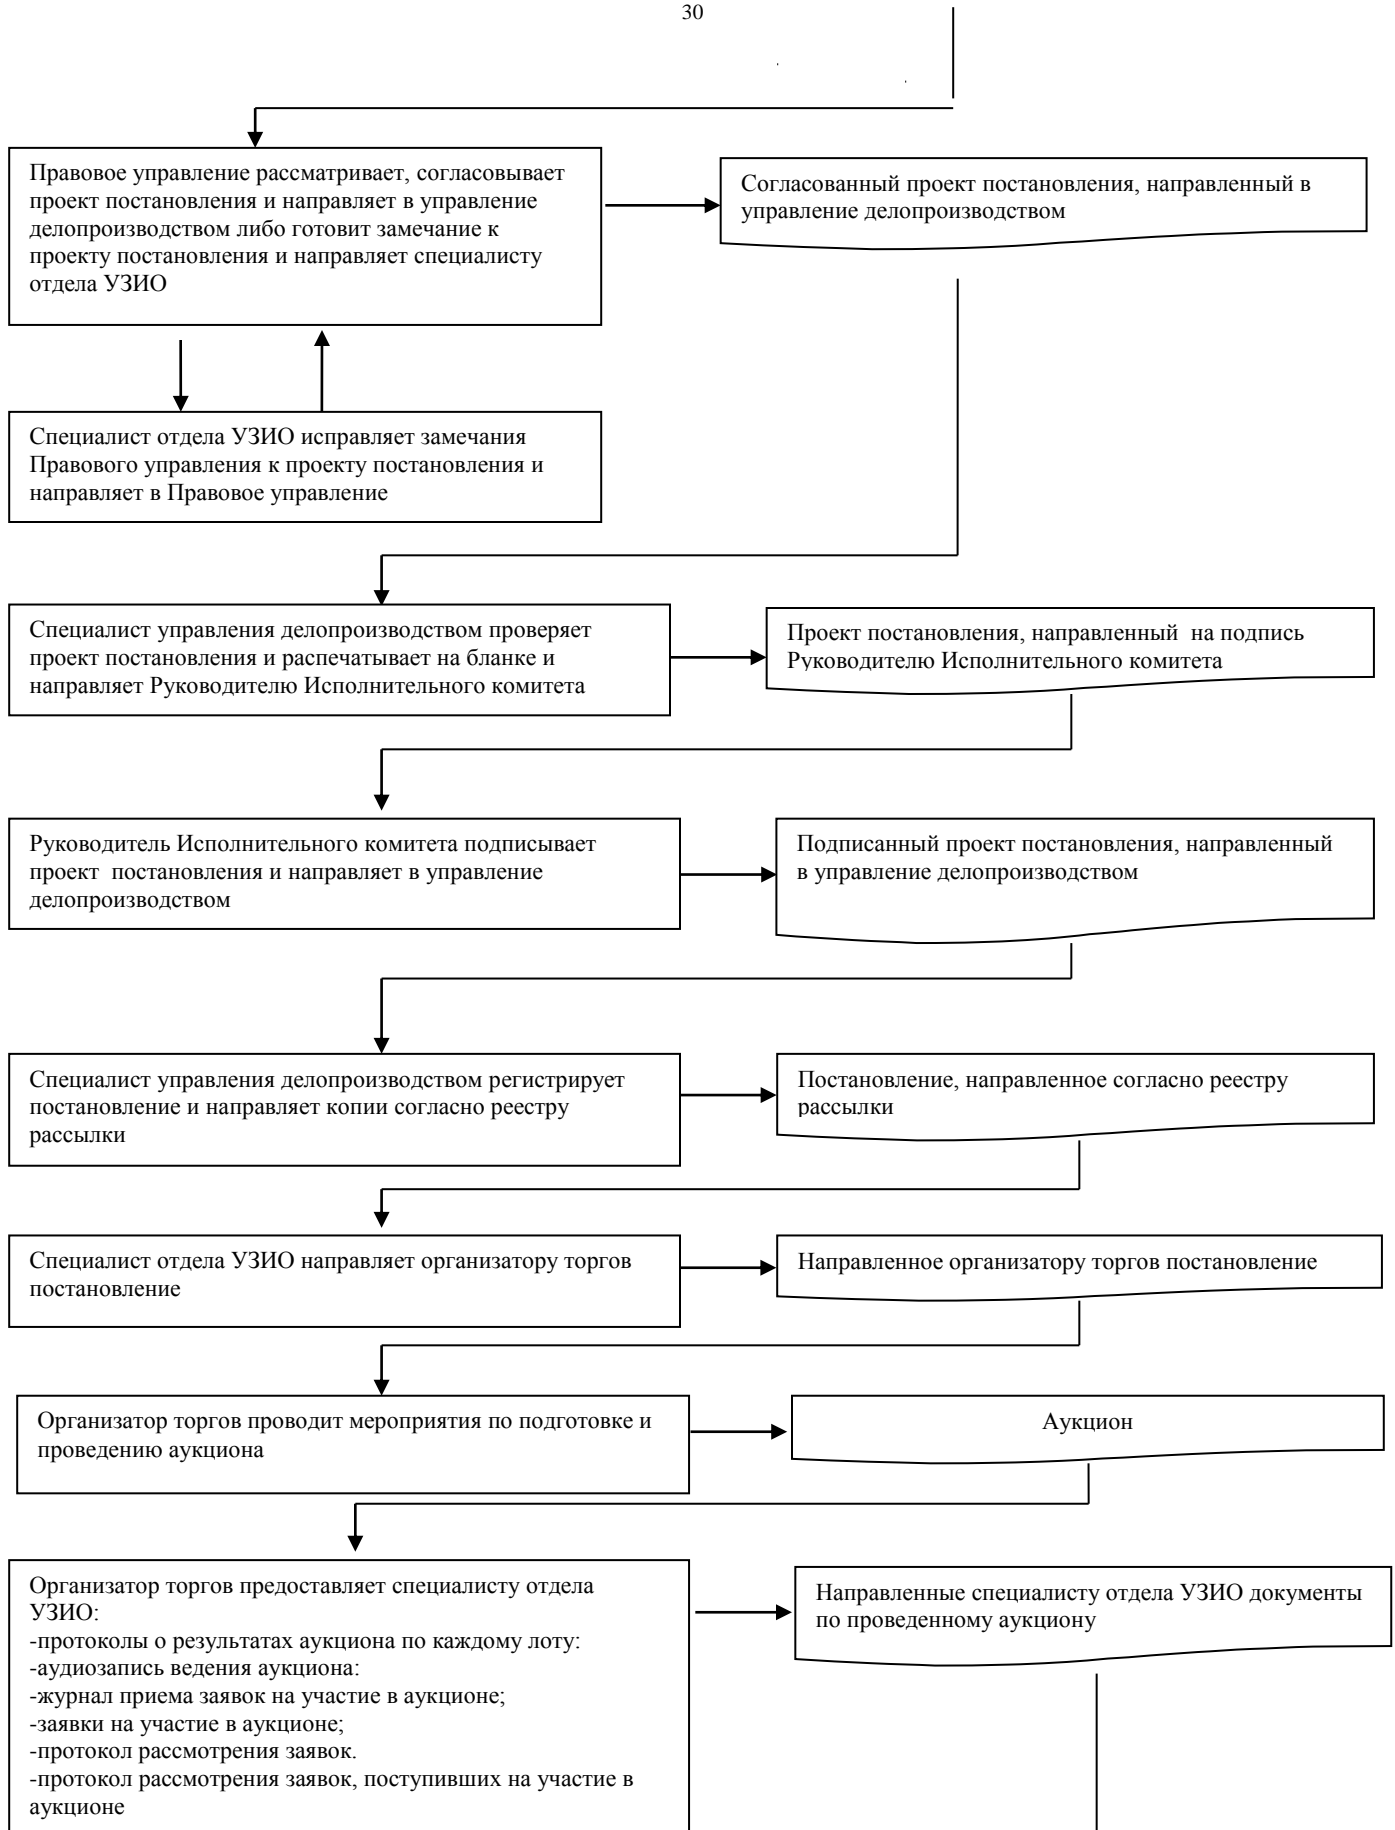 30
Правовое управление рассматривает, согласовывает
проект постановления и направляет в управление
делопроизводством либо готовит замечание к
проекту постановления и направляет специалисту
отдела УЗИО
Согласованный проект постановления, направленный в
управление делопроизводством
Специалист отдела УЗИО исправляет замечания
Правового управления к проекту постановления и
направляет в Правовое управление
Специалист управления делопроизводством проверяет
проект постановления и распечатывает на бланке и
направляет Руководителю Исполнительного комитета
Проект постановления, направленный  на подпись
Руководителю Исполнительного комитета
Руководитель Исполнительного комитета подписывает
проект  постановления и направляет в управление
делопроизводством
Подписанный проект постановления, направленный
в управление делопроизводством
Специалист управления делопроизводством регистрирует
постановление и направляет копии согласно реестру
рассылки
Постановление, направленное согласно реестру
рассылки
Специалист отдела УЗИО направляет организатору торгов
постановление
Направленное организатору торгов постановление
Организатор торгов проводит мероприятия по подготовке и
проведению аукциона
Аукцион
Организатор торгов предоставляет специалисту отдела
УЗИО:
-протоколы о результатах аукциона по каждому лоту:
-аудиозапись ведения аукциона:
-журнал приема заявок на участие в аукционе;
-заявки на участие в аукционе;
-протокол рассмотрения заявок.
-протокол рассмотрения заявок, поступивших на участие в
аукционе
Направленные специалисту отдела УЗИО документы
по проведенному аукциону